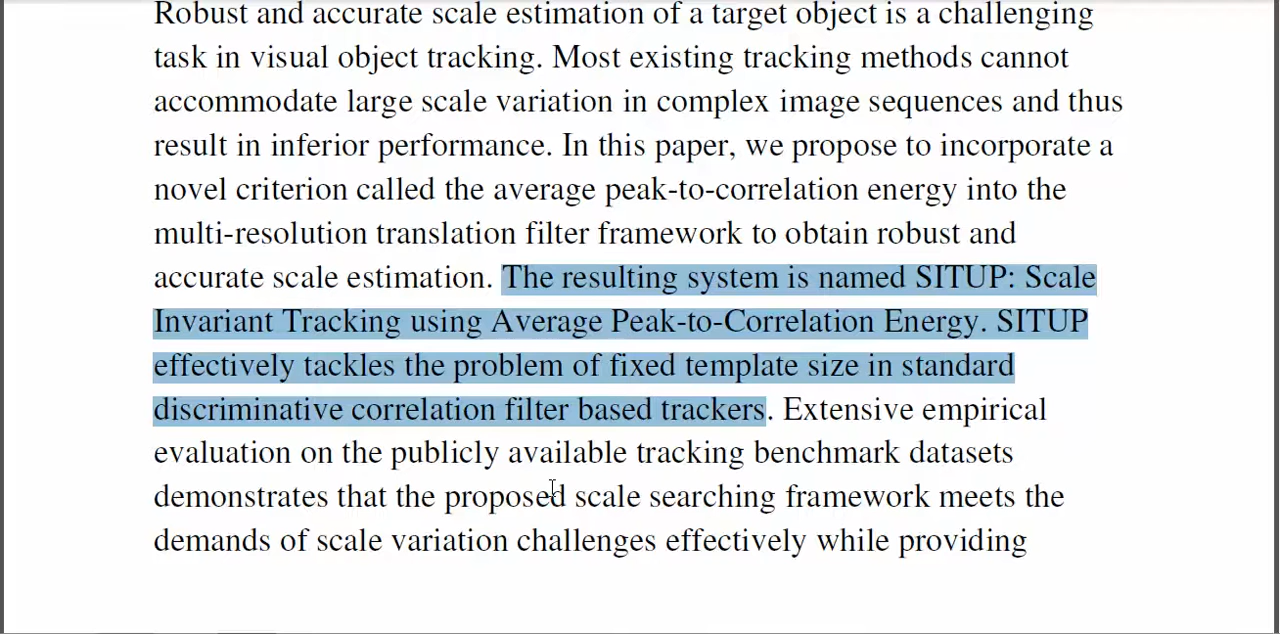 Robust and accurate scale estimation of a target object is a challenging
task in visual object tracking. Most existing tracking methods cannot
accommodate large scale variation in complex image sequences and thus
result in inferior performance. In this paper, we propose to incorporate a
novel criterion called the average peak-to-correlation energy into the
multi-resolution translation filter framework to obtain robust and
accurate scale estimation. The resulting system is named SITUP: Scale
Invariant Tracking using Average Peak-to-Correlation Energy. SITUP
effectively tackles the problem of fixed template size in standard
discriminative correlation filter based trackers. Extensive empirical
evaluation on the publicly available tracking benchmark datasets
demonstrates that the proposed scale searching framework meets the
demands of scale variation challenges effectively while providing